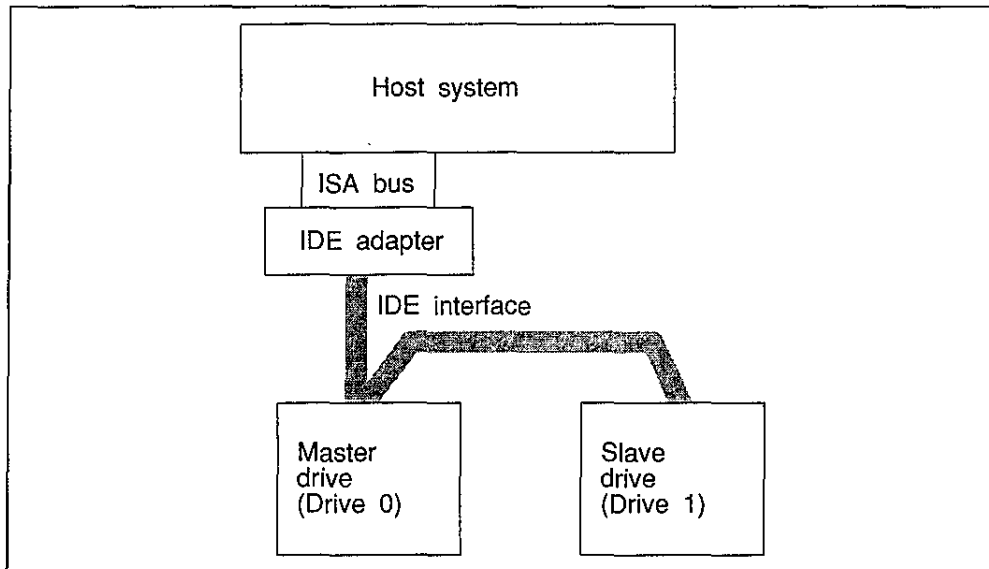 Host system
ISA bus
IDE adapter
IDE interface
Master
drive
(Drive 0)
Slave
drive
(Drive 1)